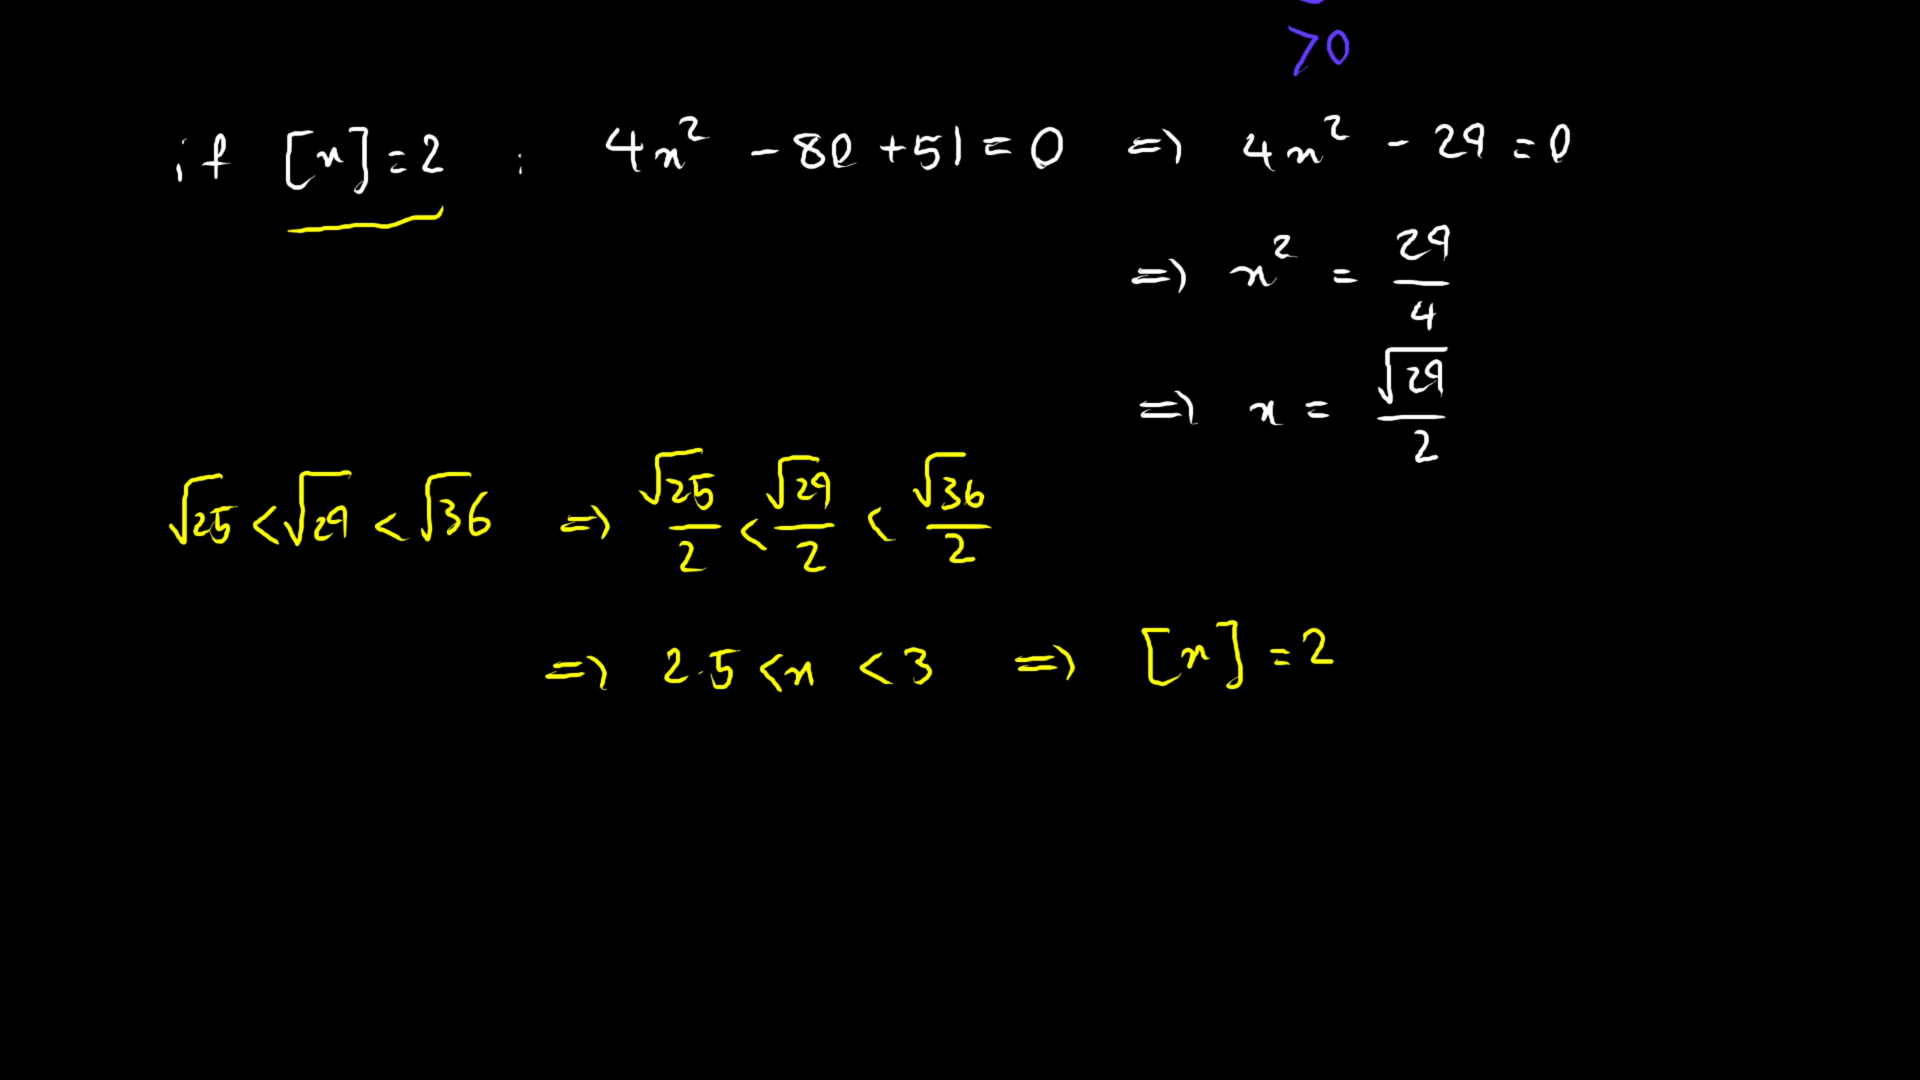 >0
if [x]=2 : 4x² - 80 + 51 = 0 => 4x² - 29 = 0
=> x² = 29/4
=> x = √29/2
√25 < √29 < √36 => √25/2 < √29/2 < √36/2
=> 2.5 < x < 3 => [x] = 2